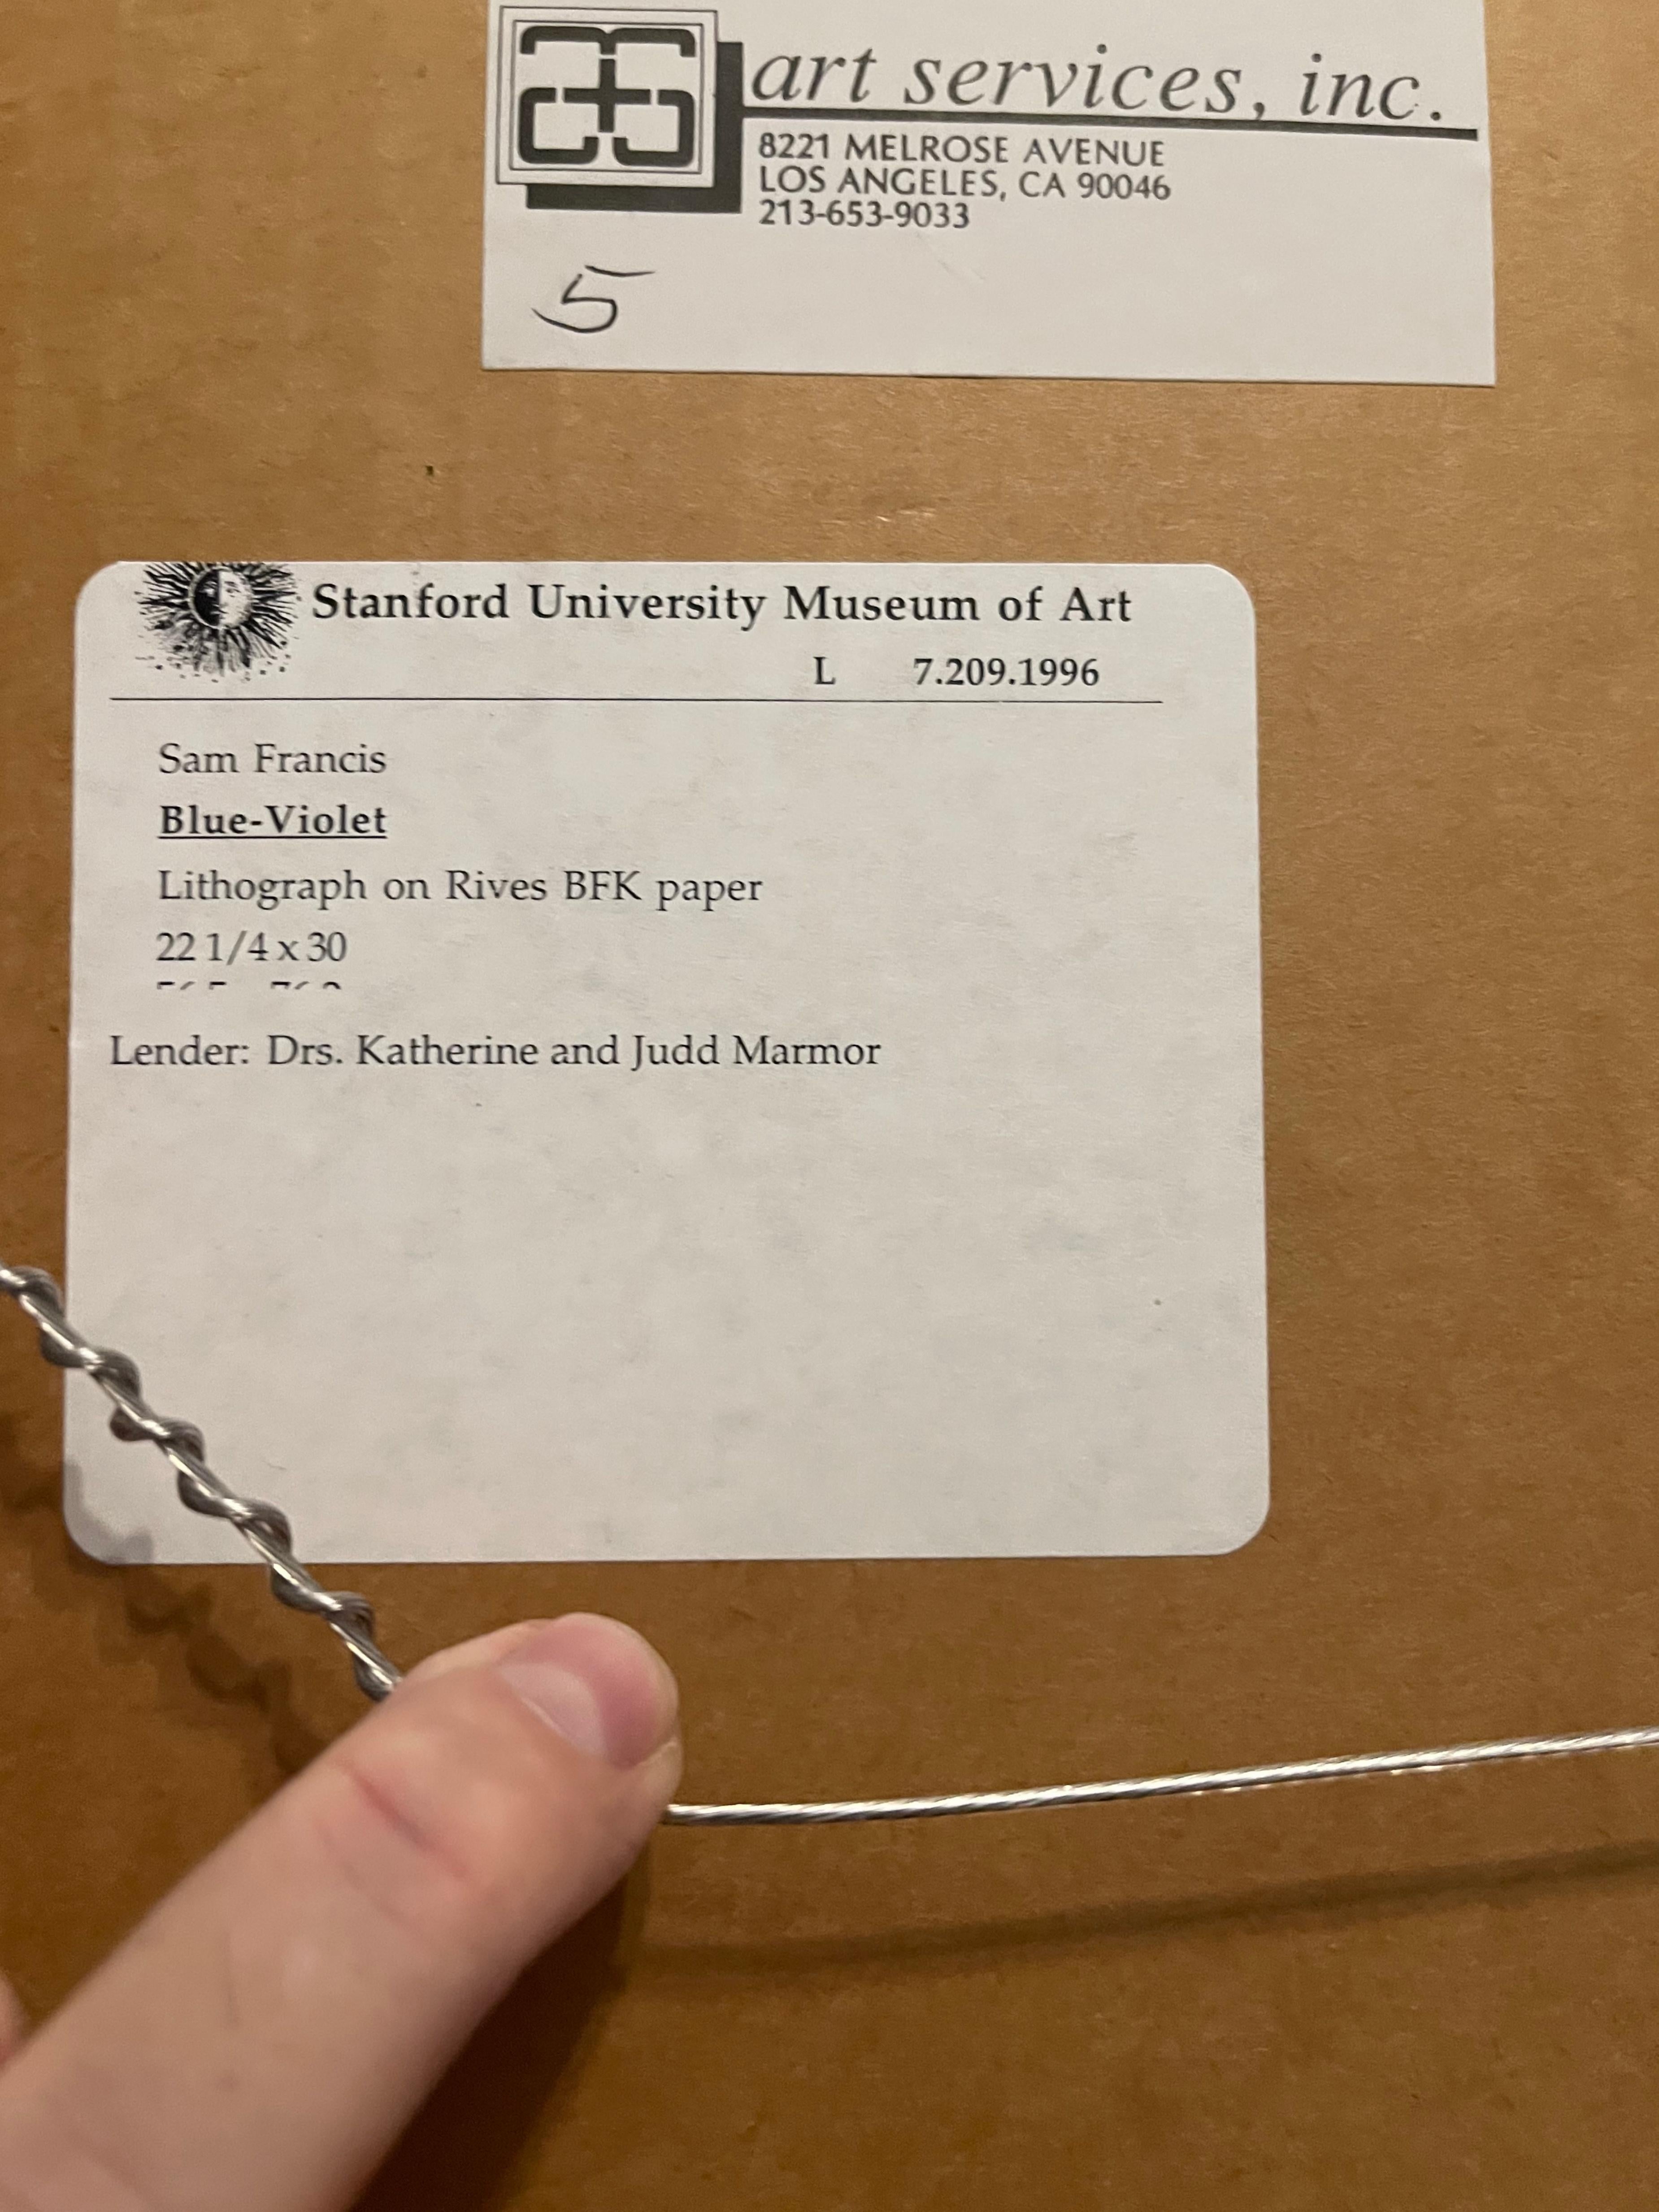 art services, inc.
8221 MELROSE AVENUE
LOS ANGELES, CA 90046
213-653-9033
5
Stanford University Museum of Art
L 7.209.1996
Sam Francis
Blue-Violet
Lithograph on Rives BFK paper
22 1/4 x 30
Lender: Drs. Katherine and Judd Marmor